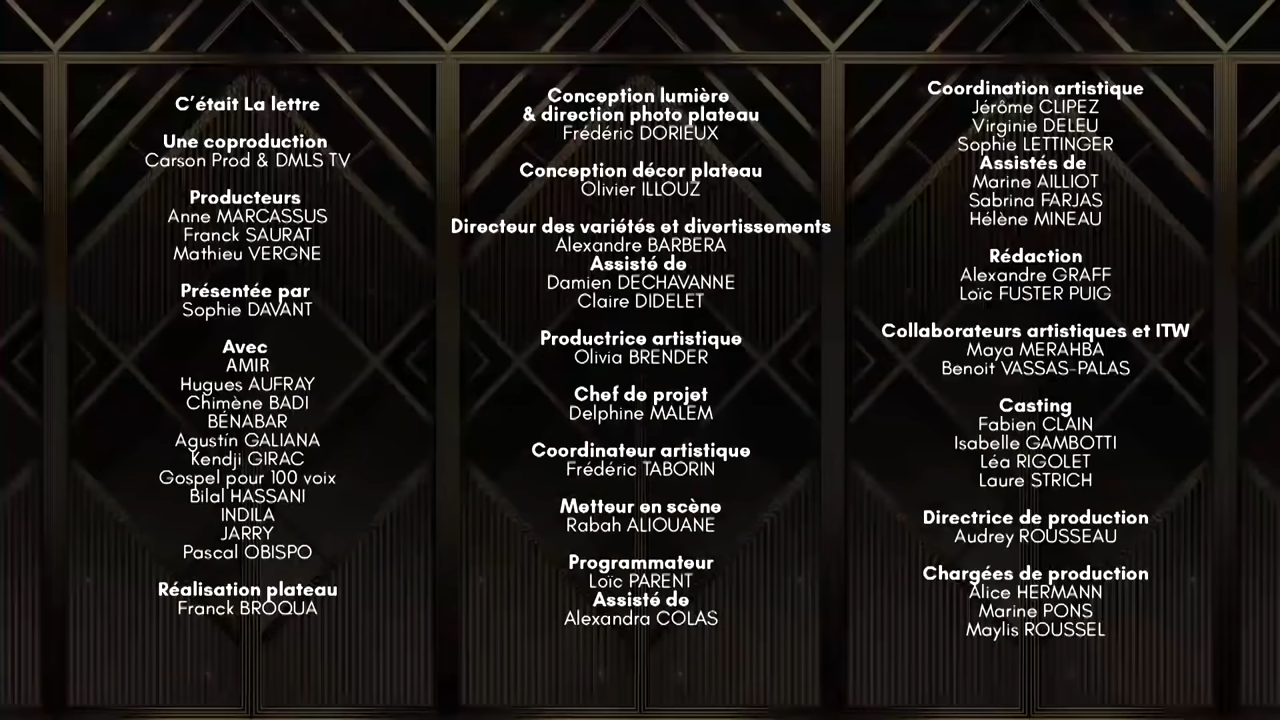 C'était La lettre
Une coproduction
Carson Prod & DMLS TV
Producteurs
Anne MARCASSUS
Franck SAURAT
Mathieu VERGNE
Présentée par
Sophie DAVANT
Avec
AMIR
Hugues AUFRAY
Chimène BADI
BÉNABAR
Agustín GALIANA
Kendji GIRAC
Gospel pour 100 voix
Bilal HASSANI
INDILA
JARRY
Pascal OBISPO
Réalisation plateau
Franck BROQUA
Conception lumière
& direction photo plateau
Frédéric DORIEUX
Conception décor plateau
Olivier ILLOUZ
Directeur des variétés et divertissements
Alexandre BARBERA
Assisté de
Damien DECHAVANNE
Claire DIDELET
Productrice artistique
Olivia BRENDER
Chef de projet
Delphine MALEM
Coordinateur artistique
Frédéric TABORIN
Metteur en scène
Rabah ALIOUANE
Programmateur
Loïc PARENT
Assisté de
Alexandra COLAS
Coordination artistique
Jérôme CLIPEZ
Virginie DELEU
Sophie LETTINGER
Assistés de
Marine AILLIOT
Sabrina FARJAS
Hélène MINEAU
Rédaction
Alexandre GRAFF
Loïc FUSTER PUIG
Collaborateurs artistiques et ITW
Maya MERAHBA
Benoit VASSAS-PALAS
Casting
Fabien CLAIN
Isabelle GAMBOTTI
Léa RIGOLET
Laure STRICH
Directrice de production
Audrey ROUSSEAU
Chargées de production
Alice HERMANN
Marine PONS
Maylis ROUSSEL